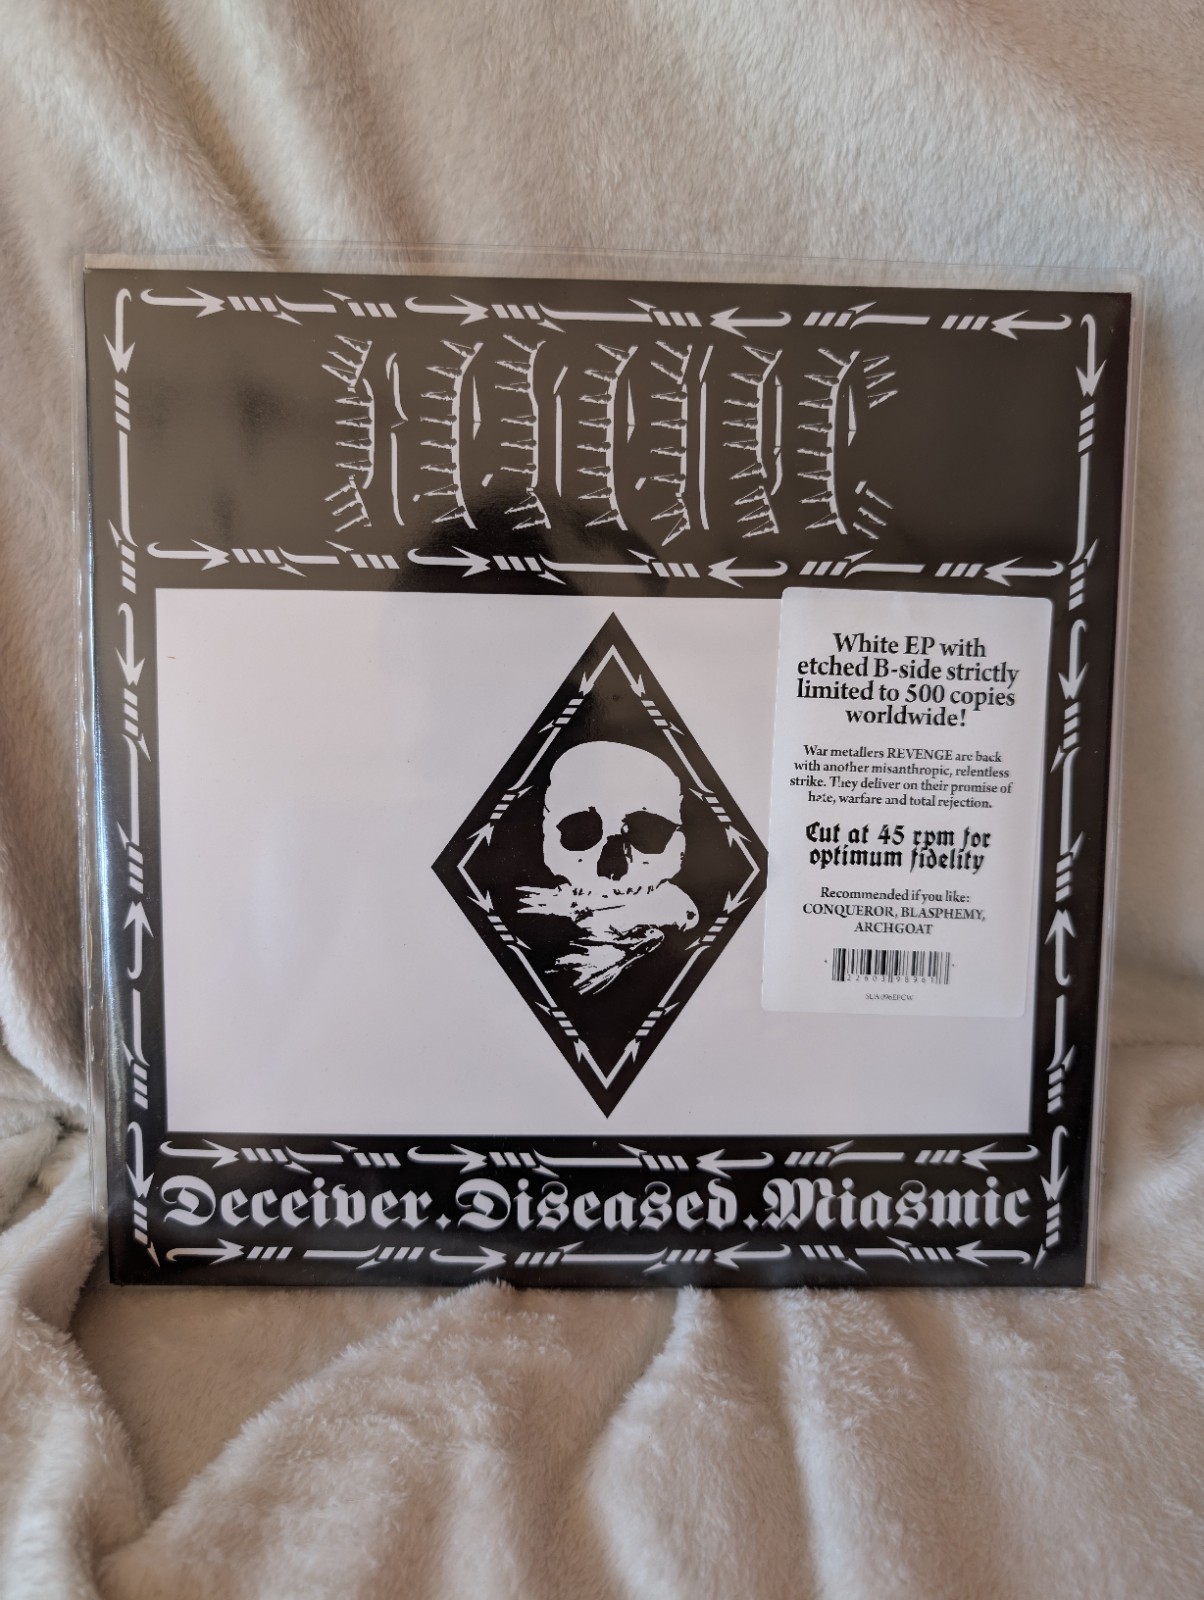 REVENGE
White EP with
etched B-side strictly
limited to 500 copies
worldwide!
War metallers REVENGE are back
with another misanthropic, relentless
strike. They deliver on their promise of
hate, warfare and total rejection.
Cut at 45 rpm for
optimum fidelity
Recommended if you like:
CONQUEROR, BLASPHEMY,
ARCHGOAT
Deceiver.Diseased.Miasmic